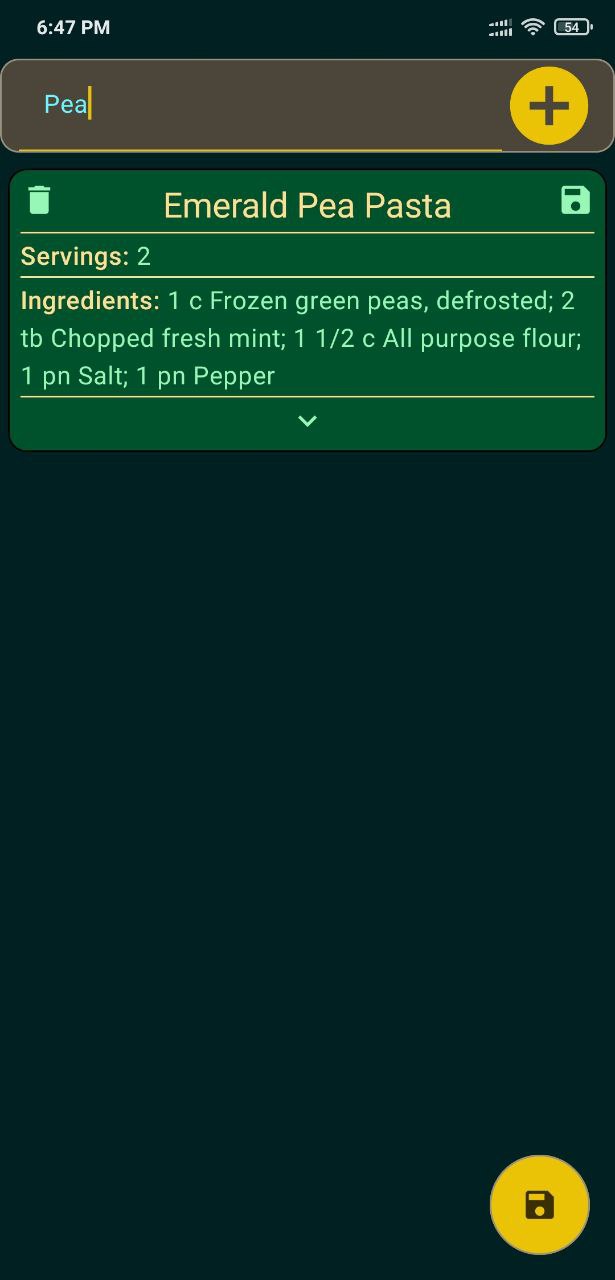 6:47 PM
54
Pea
Emerald Pea Pasta
Servings: 2
Ingredients: 1 c Frozen green peas, defrosted; 2
tb Chopped fresh mint; 1 1/2 c All purpose flour;
1 pn Salt; 1 pn Pepper